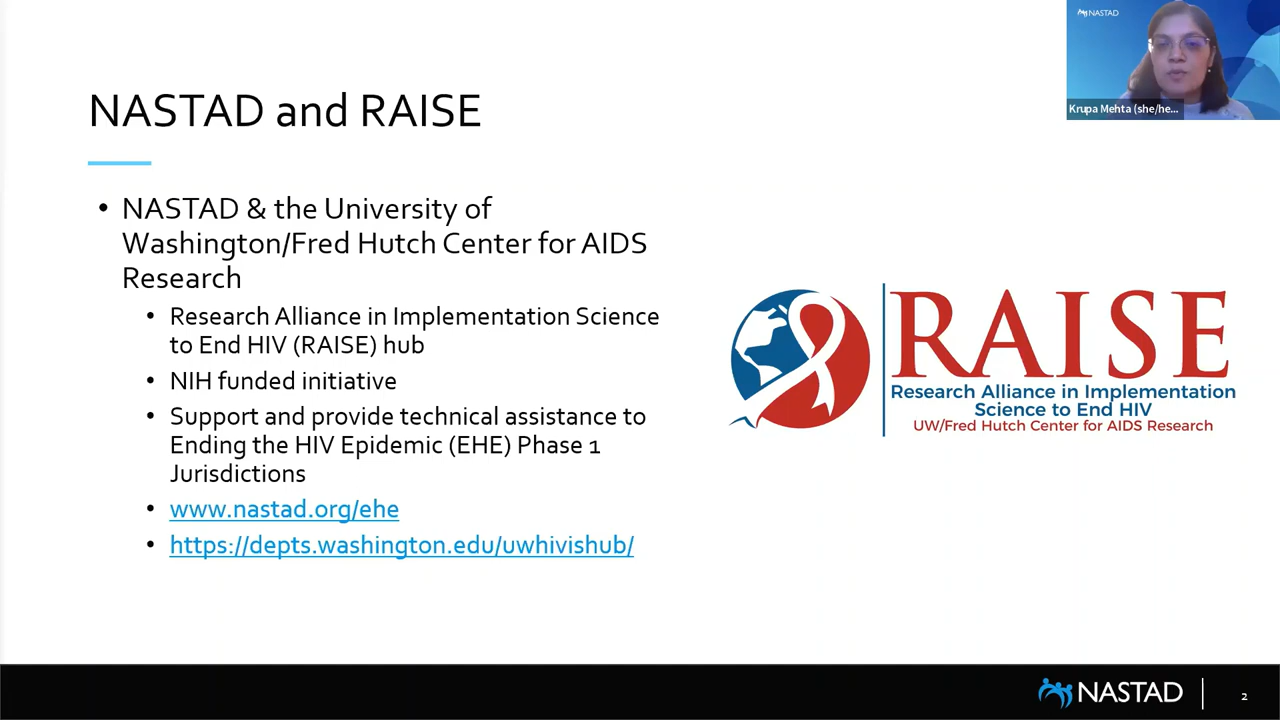 NASTAD
Krupa Mehta (she/he...
NASTAD and RAISE
• NASTAD & the University of
Washington/Fred Hutch Center for AIDS
Research
• Research Alliance in Implementation Science
to End HIV (RAISE) hub
• NIH funded initiative
• Support and provide technical assistance to
Ending the HIV Epidemic (EHE) Phase 1
Jurisdictions
• www.nastad.org/ehe
• https://depts.washington.edu/uwhivishub/
RAISE
Research Alliance in Implementation
Science to End HIV
UW/Fred Hutch Center for AIDS Research
NASTAD
2